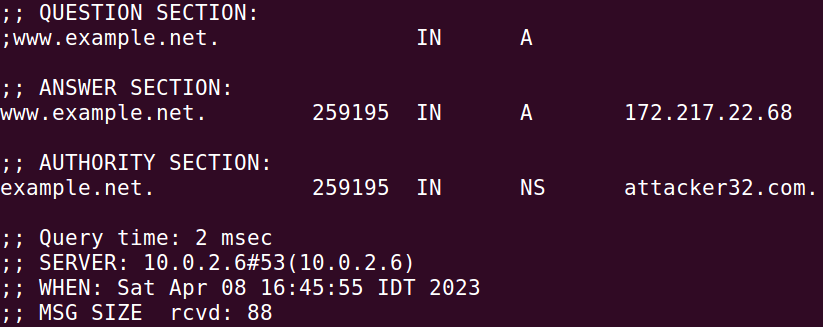 ;; QUESTION SECTION:
;www.example.net. IN A
;; ANSWER SECTION:
www.example.net. 259195 IN A 172.217.22.68
;; AUTHORITY SECTION:
example.net. 259195 IN NS attacker32.com.
;; Query time: 2 msec
;; SERVER: 10.0.2.6#53(10.0.2.6)
;; WHEN: Sat Apr 08 16:45:55 IDT 2023
;; MSG SIZE rcvd: 88